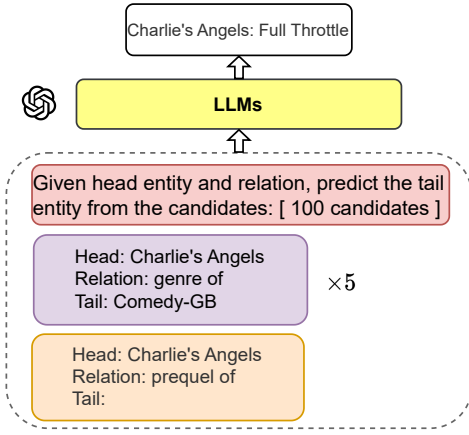 Charlie's Angels: Full Throttle
LLMs
Given head entity and relation, predict the tail
entity from the candidates: [ 100 candidates ]
Head: Charlie's Angels
Relation: genre of
Tail: Comedy-GB
×5
Head: Charlie's Angels
Relation: prequel of
Tail: